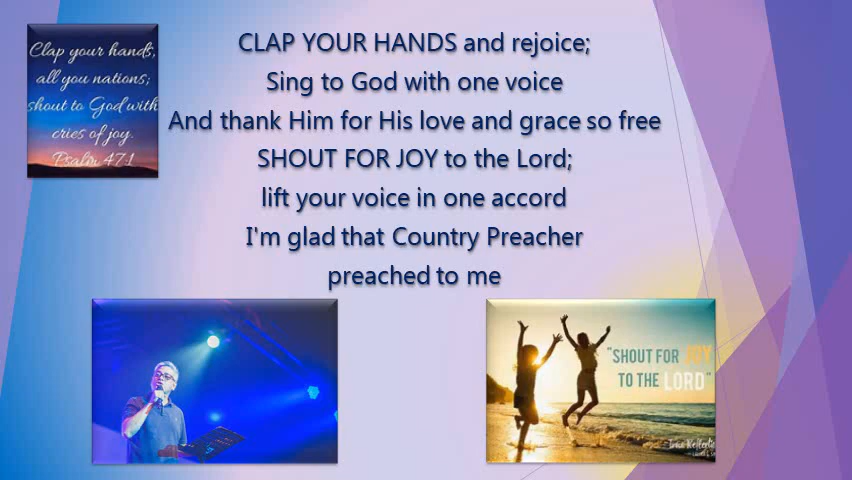 Clap your hands,
all you nations;
shout to God with
cries of joy.
Psalm 47:1
CLAP YOUR HANDS and rejoice;
Sing to God with one voice
And thank Him for His love and grace so free
SHOUT FOR JOY to the Lord;
lift your voice in one accord
I'm glad that Country Preacher
preached to me
"SHOUT FOR JOY
TO THE LORD"